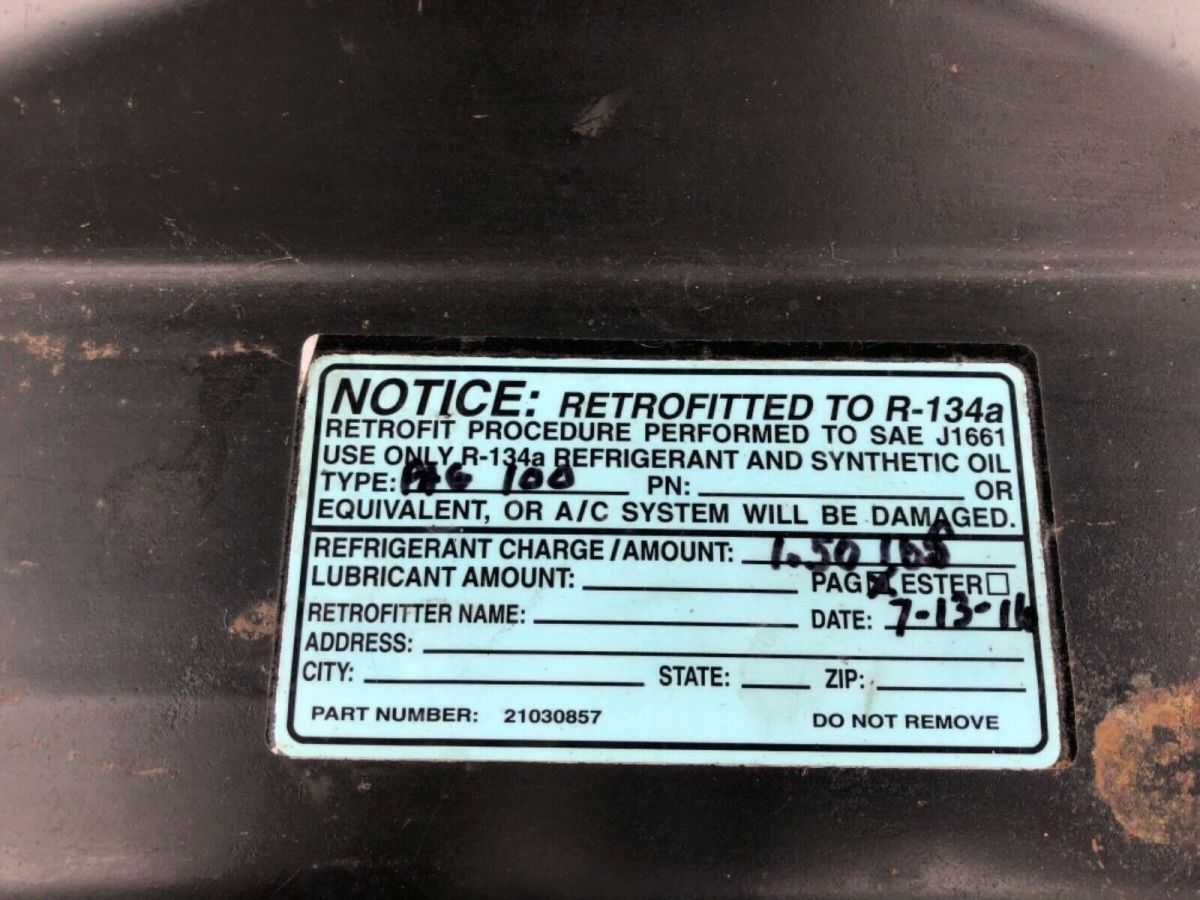 NOTICE: RETROFITTED TO R-134a
RETROFIT PROCEDURE PERFORMED TO SAE J1661
USE ONLY R-134a REFRIGERANT AND SYNTHETIC OIL
TYPE: PAG 100 PN: OR
EQUIVALENT, OR A/C SYSTEM WILL BE DAMAGED.
REFRIGERANT CHARGE/AMOUNT: 1.50
LUBRICANT AMOUNT: PAG ESTER
RETROFITTER NAME: DATE: 7-13-16
ADDRESS:
CITY: STATE: ZIP:
PART NUMBER: 21030857 DO NOT REMOVE